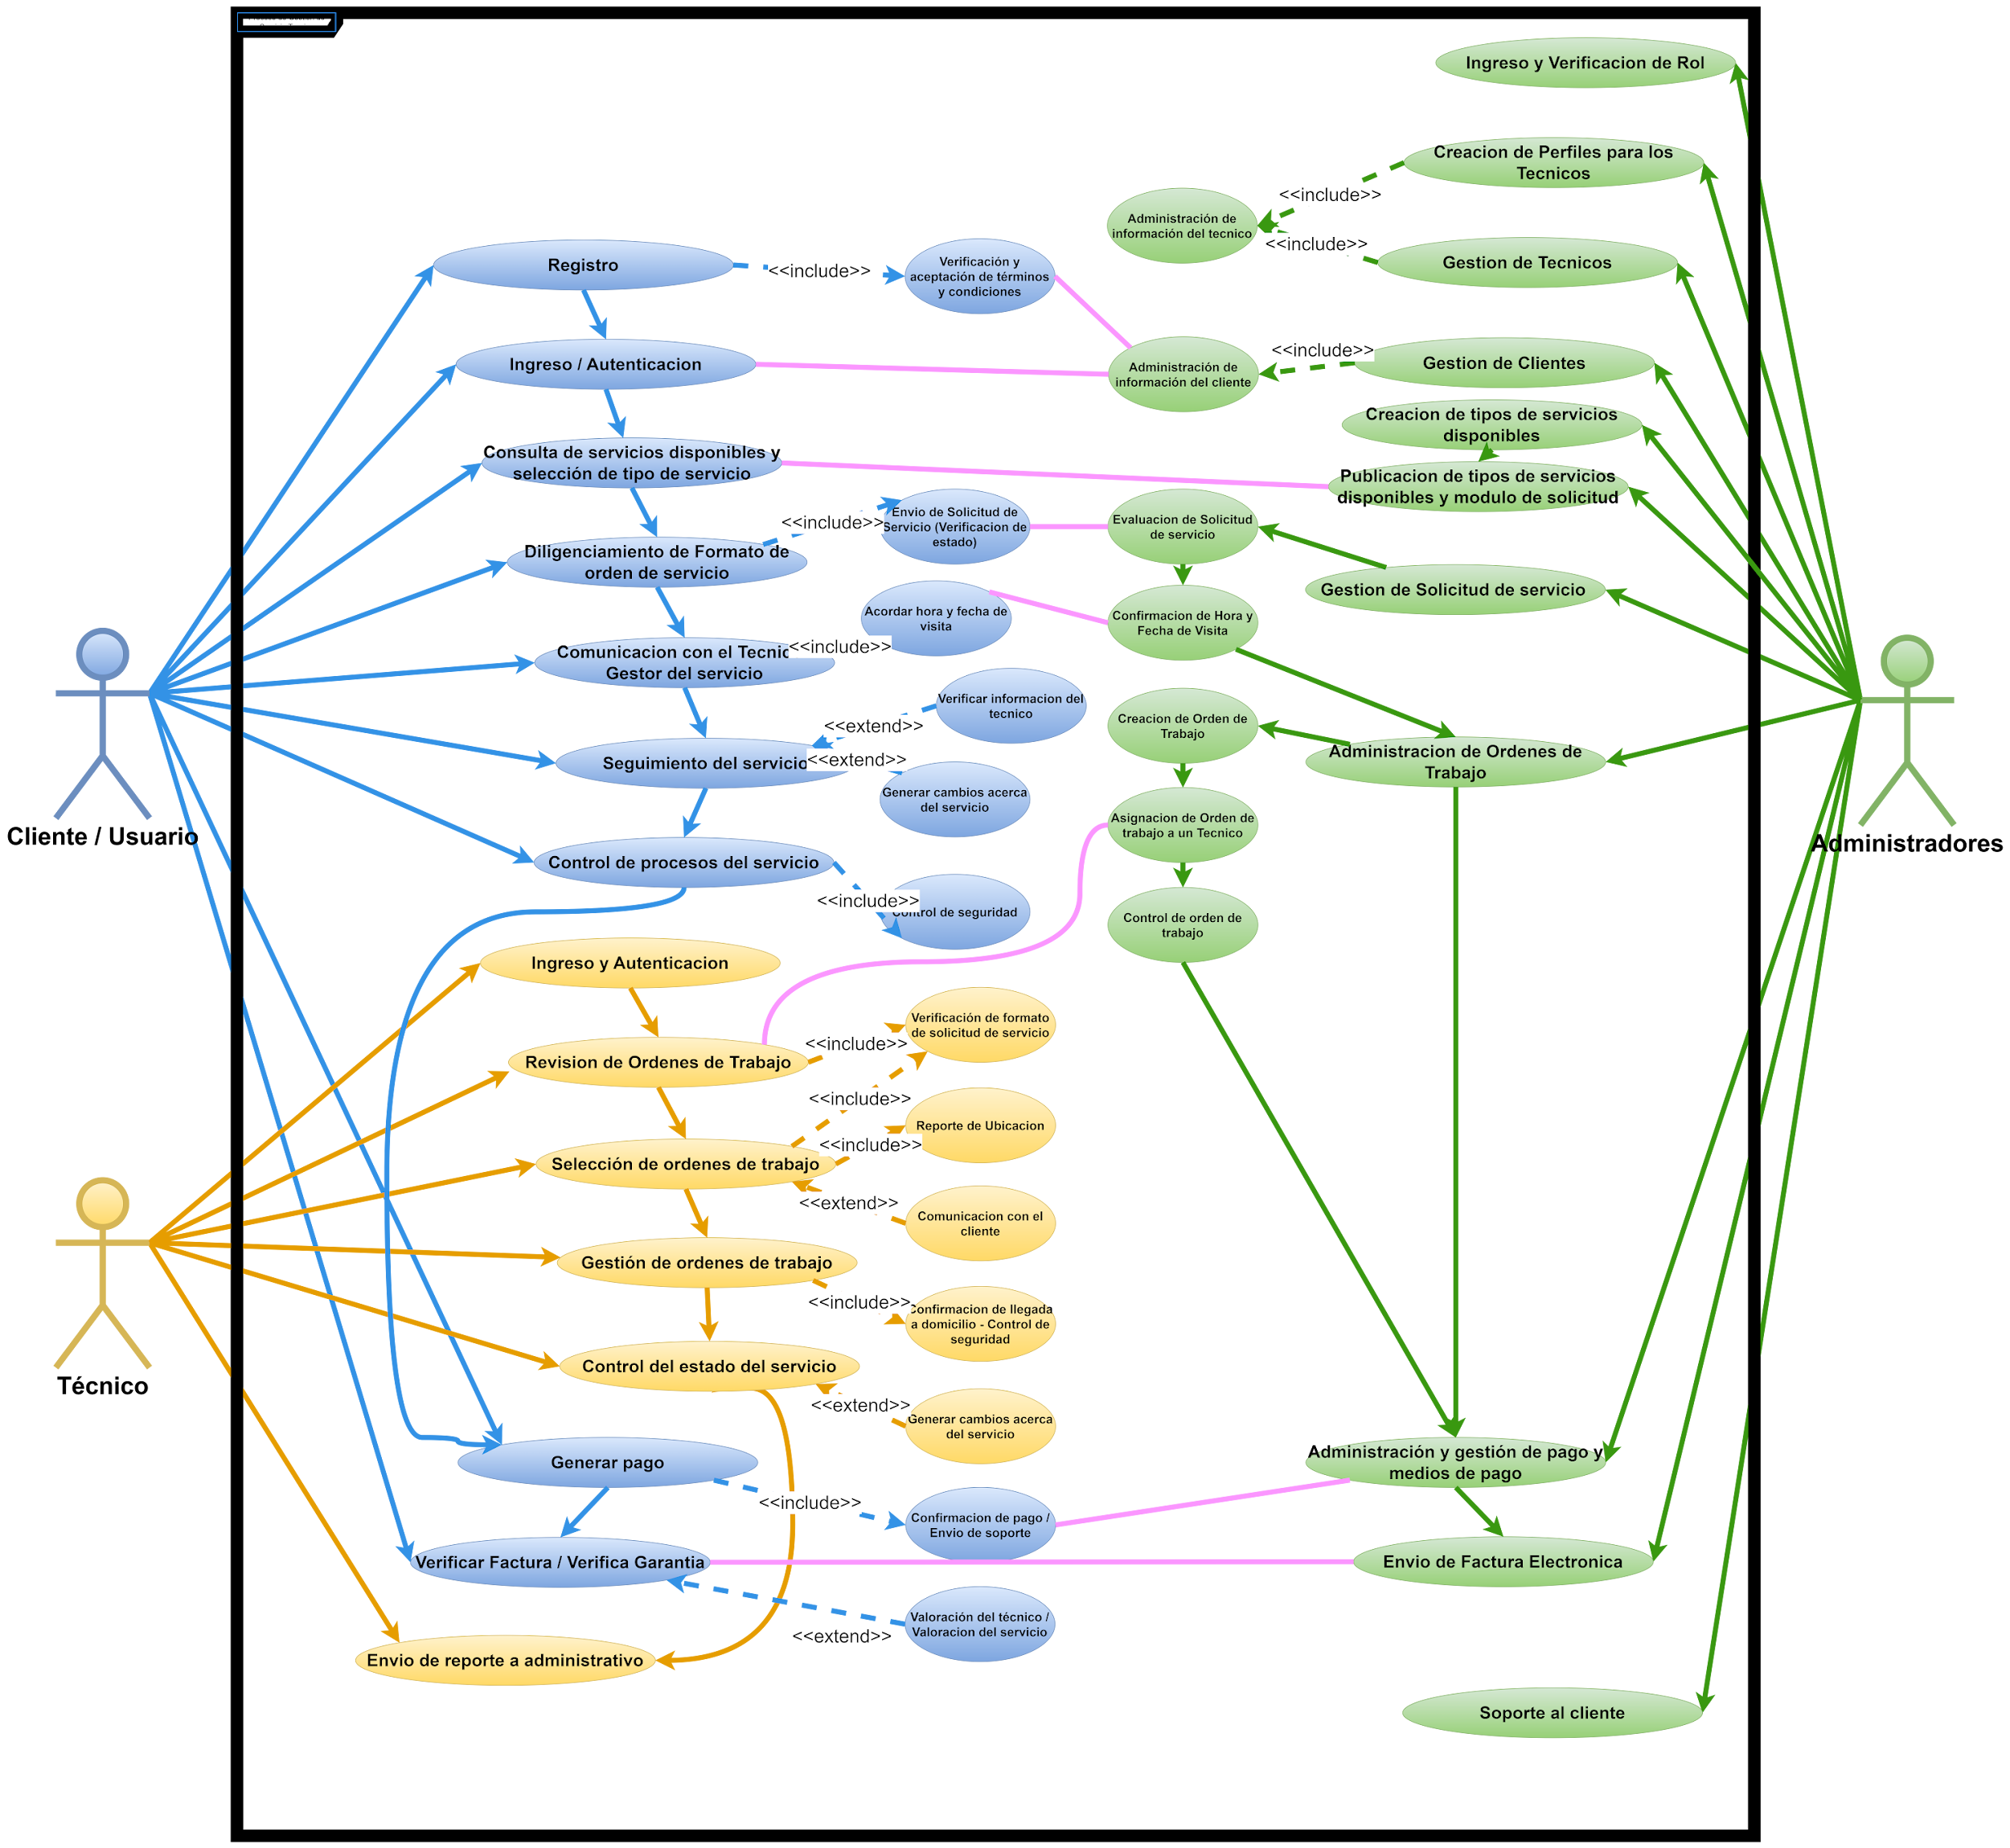 Ingreso y Verificacion de Rol
Creacion de Perfiles para los
Tecnicos
<<include>>
Administración de
información del tecnico
<<include>>
Gestion de Tecnicos
Registro
<<include>>
Verificación y
aceptación de términos
y condiciones
Ingreso / Autenticacion
Administración de
información del cliente
<<include>>
Gestion de Clientes
Creacion de tipos de servicios
disponibles
Consulta de servicios disponibles y
selección de tipo de servicio
Publicacion de tipos de servicios
disponibles y modulo de solicitud
Diligenciamiento de Formato de
orden de servicio
<<include>>
Envio de Solicitud de
Servicio (Verificacion de
estado)
Evaluacion de Solicitud
de servicio
Gestion de Solicitud de servicio
Acordar hora y fecha de
visita
Confirmacion de Hora y
Fecha de Visita
Comunicacion con el Tecnic
Gestor del servicio
<<include>>
Verificar informacion del
tecnico
<<extend>>
Seguimiento del servicio
<<extend>>
Generar cambios acerca
del servicio
Creacion de Orden de
Trabajo
Administracion de Ordenes de
Trabajo
Cliente / Usuario
Administradores
Asignacion de Orden de
trabajo a un Tecnico
Control de procesos del servicio
<<include>>
Control de seguridad
Control de orden de
trabajo
Ingreso y Autenticacion
Revision de Ordenes de Trabajo
<<include>>
Verificación de formato
de solicitud de servicio
<<include>>
Selección de ordenes de trabajo
<<include>>
Reporte de Ubicacion
<<extend>>
Comunicacion con el
cliente
Técnico
Gestión de ordenes de trabajo
<<include>>
Confirmacion de llegada
a domicilio - Control de
seguridad
Control del estado del servicio
<<extend>>
Generar cambios acerca
del servicio
Generar pago
<<include>>
Confirmacion de pago /
Envio de soporte
Administración y gestión de pago y
medios de pago
Verificar Factura / Verifica Garantia
Envio de Factura Electronica
<<extend>>
Valoración del técnico /
Valoracion del servicio
Envio de reporte a administrativo
Soporte al cliente